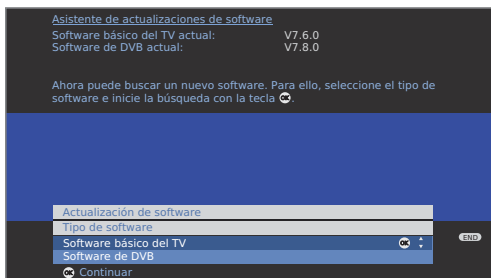 Asistente de actualizaciones de software
Software básico del TV actual: V7.6.0
Software de DVB actual: V7.8.0
Ahora puede buscar un nuevo software. Para ello, seleccione el tipo de
software e inicie la búsqueda con la tecla OK.
Actualización de software
Tipo de software
Software básico del TV OK
Software de DVB
END
OK Continuar